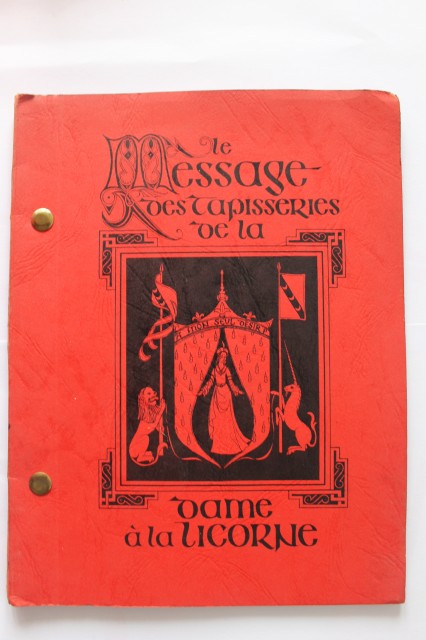 le
Message
des tapisseries
de la
A MON SEUL DESIR
Dame
à la licorne